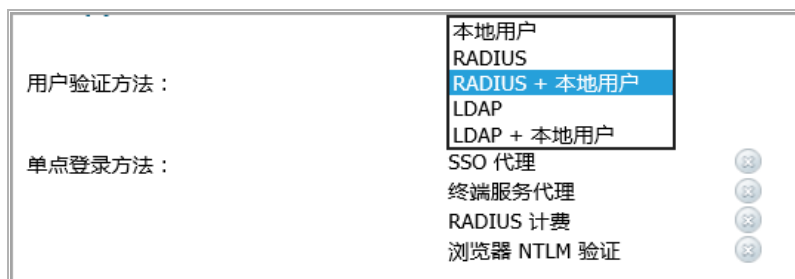 本地用户
RADIUS
用户验证方法：
RADIUS + 本地用户
LDAP
LDAP + 本地用户
单点登录方法：
SSO 代理
终端服务代理
RADIUS 计费
浏览器 NTLM 验证